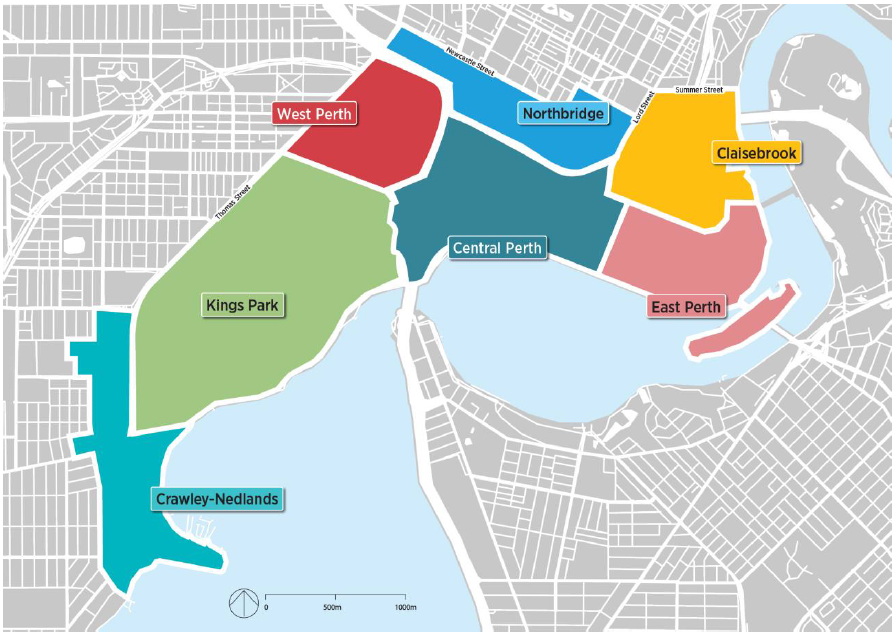 Newcastle Street
Summer Street
Lord Street
West Perth
Northbridge
Claisebrook
Thomas Street
Central Perth
Kings Park
East Perth
Crawley-Nedlands
0
500m
1000m